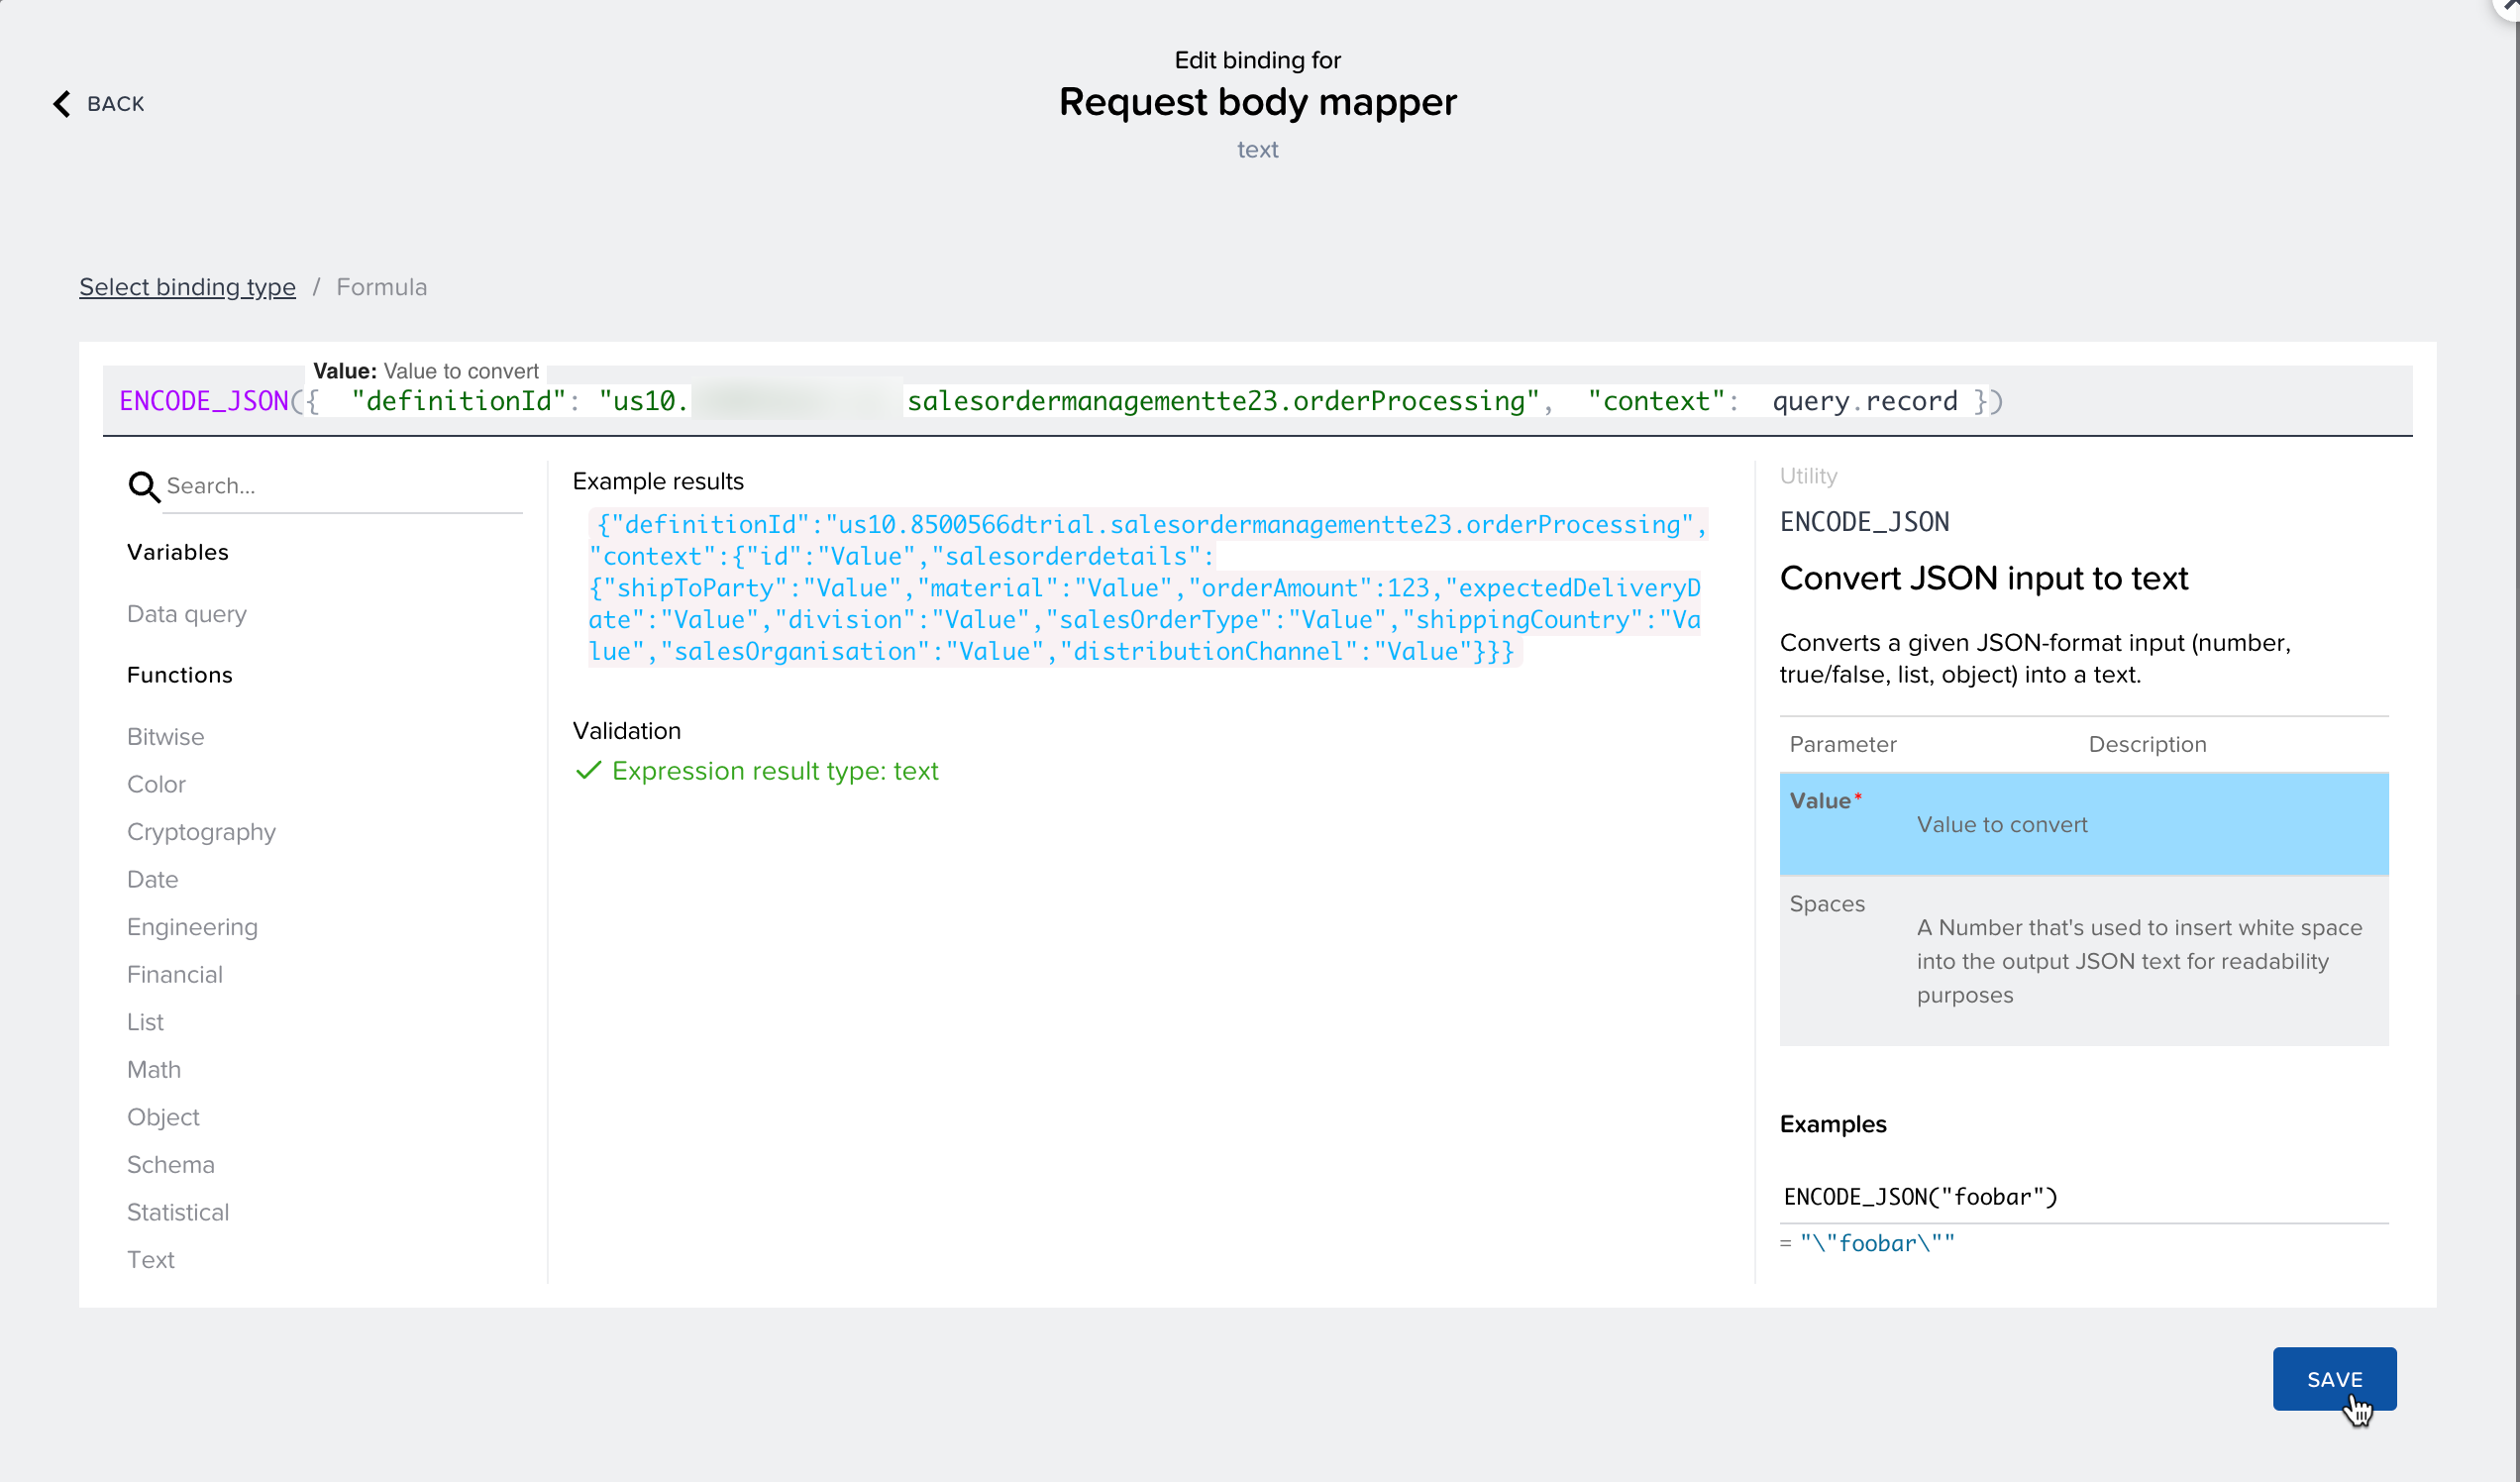 Edit binding for
BACK
Request body mapper
text
Select binding type / Formula
Value: Value to convert
ENCODE_JSON({ "definitionId": "us10. salesordermanagementte23.orderProcessing", "context": query.record })
Search...
Variables
Data query
Functions
Bitwise
Color
Cryptography
Date
Engineering
Financial
List
Math
Object
Schema
Statistical
Text
Example results
{"definitionId":"us10.8500566dtrial.salesordermanagementte23.orderProcessing",
"context":{"id":"Value","salesorderdetails":
{"shipToParty":"Value","material":"Value","orderAmount":123,"expectedDeliveryD
ate":"Value","division":"Value","salesOrderType":"Value","shippingCountry":"Va
lue","salesOrganisation":"Value","distributionChannel":"Value"}}}
Validation
Expression result type: text
Utility
ENCODE_JSON
Convert JSON input to text
Converts a given JSON-format input (number,
true/false, list, object) into a text.
Parameter Description
Value*
Value to convert
Spaces
A Number that's used to insert white space
into the output JSON text for readability
purposes
Examples
ENCODE_JSON("foobar")
= "\"foobar\""
SAVE